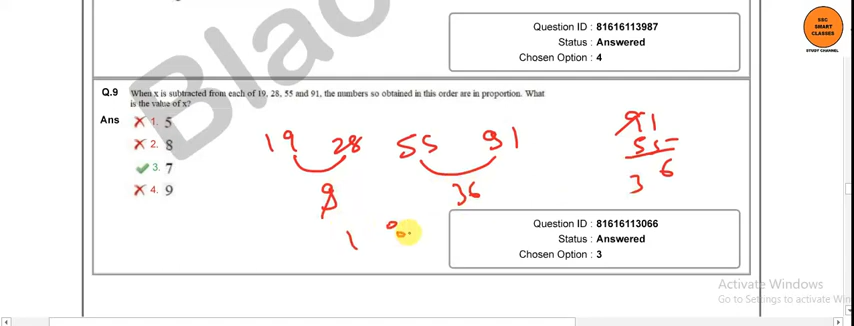 SSC
SMART
CLASSES
STUDY CHANNEL
Question ID : 81616113987
Status : Answered
Chosen Option : 4
Q.9 When x is subtracted from each of 19, 28, 55 and 91, the numbers so obtained in this order are in proportion. What
is the value of x?
Ans 1. 5
2. 8
3. 7
4. 9
19 28 55 91
9 36
1
91
55
36
Question ID : 81616113066
Status : Answered
Chosen Option : 3
Black
Activate Windows
Go to Settings to activate Windows